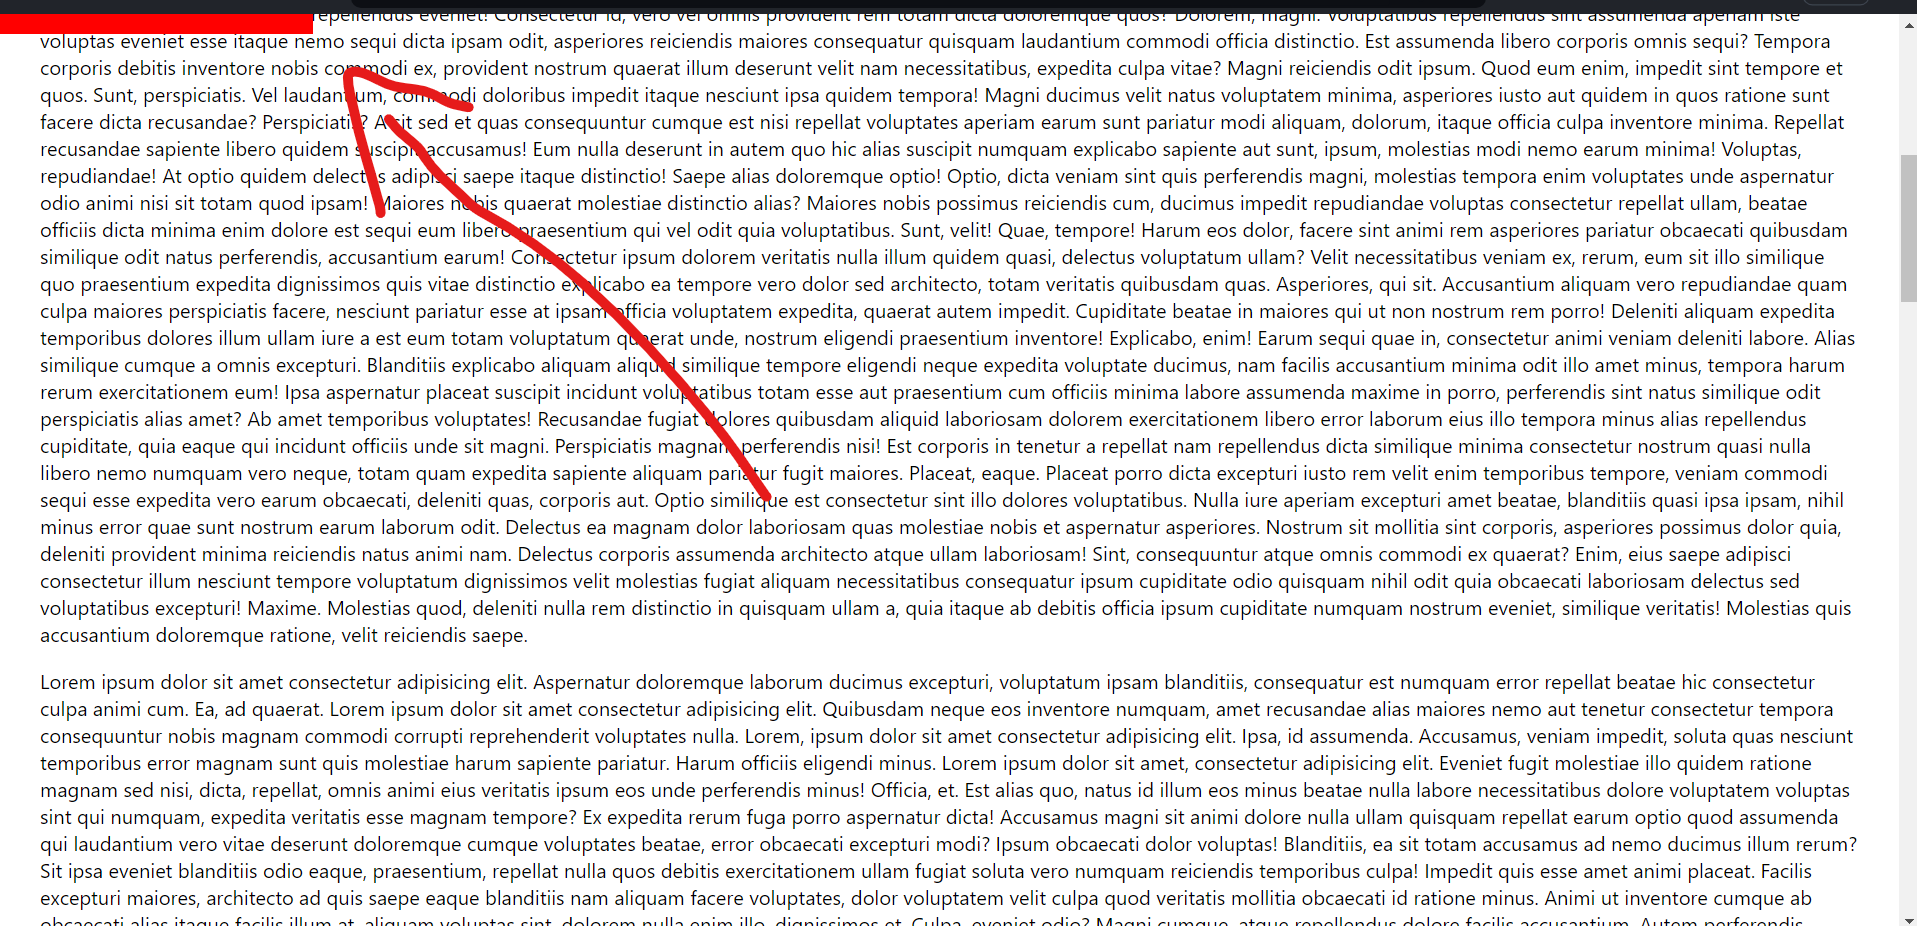 repellendus eveniet! Consectetur id, vero vel omnis provident rem totam dicta doloremque quos? Dolorem, magni. Voluptatibus repellendus sint assumenda aperiam iste
voluptas eveniet esse itaque nemo sequi dicta ipsam odit, asperiores reiciendis maiores consequatur quisquam laudantium commodi officia distinctio. Est assumenda libero corporis omnis sequi? Tempora
corporis debitis inventore nobis commodi ex, provident nostrum quaerat illum deserunt velit nam necessitatibus, expedita culpa vitae? Magni reiciendis odit ipsum. Quod eum enim, impedit sint tempore et
quos. Sunt, perspiciatis. Vel laudantium, commodi doloribus impedit itaque nesciunt ipsa quidem tempora! Magni ducimus velit natus voluptatem minima, asperiores iusto aut quidem in quos ratione sunt
facere dicta recusandae? Perspiciatis? A sit sed et quas consequuntur cumque est nisi repellat voluptates aperiam earum sunt pariatur modi aliquam, dolorum, itaque officia culpa inventore minima. Repellat
recusandae sapiente libero quidem suscipit accusamus! Eum nulla deserunt in autem quo hic alias suscipit numquam explicabo sapiente aut sunt, ipsum, molestias modi nemo earum minima! Voluptas,
repudiandae! At optio quidem delectus adipisci saepe itaque distinctio! Saepe alias doloremque optio! Optio, dicta veniam sint quis perferendis magni, molestias tempora enim voluptates unde aspernatur
odio animi nisi sit totam quod ipsam! Maiores nobis quaerat molestiae distinctio alias? Maiores nobis possimus reiciendis cum, ducimus impedit repudiandae voluptas consectetur repellat ullam, beatae
officiis dicta minima enim dolore est sequi eum libero praesentium qui vel odit quia voluptatibus. Sunt, velit! Quae, tempore! Harum eos dolor, facere sint animi rem asperiores pariatur obcaecati quibusdam
similique odit natus perferendis, accusantium earum! Consectetur ipsum dolorem veritatis nulla illum quidem quasi, delectus voluptatum ullam? Velit necessitatibus veniam ex, rerum, eum sit illo similique
quo praesentium expedita dignissimos quis vitae distinctio explicabo ea tempore vero dolor sed architecto, totam veritatis quibusdam quas. Asperiores, qui sit. Accusantium aliquam vero repudiandae quam
culpa maiores perspiciatis facere, nesciunt pariatur esse at ipsam officia voluptatem expedita, quaerat autem impedit. Cupiditate beatae in maiores qui ut non nostrum rem porro! Deleniti aliquam expedita
temporibus dolores illum ullam iure a est eum totam voluptatum quaerat unde, nostrum eligendi praesentium inventore! Explicabo, enim! Earum sequi quae in, consectetur animi veniam deleniti labore. Alias
similique cumque a omnis excepturi. Blanditiis explicabo aliquam aliquid similique tempore eligendi neque expedita voluptate ducimus, nam facilis accusantium minima odit illo amet minus, tempora harum
rerum exercitationem eum! Ipsa aspernatur placeat suscipit incidunt voluptatibus totam esse aut praesentium cum officiis minima labore assumenda maxime in porro, perferendis sint natus similique odit
perspiciatis alias amet? Ab amet temporibus voluptates! Recusandae fugiat dolores quibusdam aliquid laboriosam dolorem exercitationem libero error laborum eius illo tempora minus alias repellendus
cupiditate, quia eaque qui incidunt officiis unde sit magni. Perspiciatis magnam perferendis nisi! Est corporis in tenetur a repellat nam repellendus dicta similique minima consectetur nostrum quasi nulla
libero nemo numquam vero neque, totam quam expedita sapiente aliquam pariatur fugit maiores. Placeat, eaque. Placeat porro dicta excepturi iusto rem velit enim temporibus tempore, veniam commodi
sequi esse expedita vero earum obcaecati, deleniti quas, corporis aut. Optio similique est consectetur sint illo dolores voluptatibus. Nulla iure aperiam excepturi amet beatae, blanditiis quasi ipsa ipsam, nihil
minus error quae sunt nostrum earum laborum odit. Delectus ea magnam dolor laboriosam quas molestiae nobis et aspernatur asperiores. Nostrum sit mollitia sint corporis, asperiores possimus dolor quia,
deleniti provident minima reiciendis natus animi nam. Delectus corporis assumenda architecto atque ullam laboriosam! Sint, consequuntur atque omnis commodi ex quaerat? Enim, eius saepe adipisci
consectetur illum nesciunt tempore voluptatum dignissimos velit molestias fugiat aliquam necessitatibus consequatur ipsum cupiditate odio quisquam nihil odit quia obcaecati laboriosam delectus sed
voluptatibus excepturi! Maxime. Molestias quod, deleniti nulla rem distinctio in quisquam ullam a, quia itaque ab debitis officia ipsum cupiditate numquam nostrum eveniet, similique veritatis! Molestias quis
accusantium doloremque ratione, velit reiciendis saepe.
Lorem ipsum dolor sit amet consectetur adipisicing elit. Aspernatur doloremque laborum ducimus excepturi, voluptatum ipsam blanditiis, consequatur est numquam error repellat beatae hic consectetur
culpa animi cum. Ea, ad quaerat. Lorem ipsum dolor sit amet consectetur adipisicing elit. Quibusdam neque eos inventore numquam, amet recusandae alias maiores nemo aut tenetur consectetur tempora
consequuntur nobis magnam commodi corrupti reprehenderit voluptates nulla. Lorem, ipsum dolor sit amet consectetur adipisicing elit. Ipsa, id assumenda. Accusamus, veniam impedit, soluta quas nesciunt
temporibus error magnam sunt quis molestiae harum sapiente pariatur. Harum officiis eligendi minus. Lorem ipsum dolor sit amet, consectetur adipisicing elit. Eveniet fugit molestiae illo quidem ratione
magnam sed nisi, dicta, repellat, omnis animi eius veritatis ipsum eos unde perferendis minus! Officia, et. Est alias quo, natus id illum eos minus beatae nulla labore necessitatibus dolore voluptatem voluptas
sint qui numquam, expedita veritatis esse magnam tempore? Ex expedita rerum fuga porro aspernatur dicta! Accusamus magni sit animi dolore nulla ullam quisquam repellat earum optio quod assumenda
qui laudantium vero vitae deserunt doloremque cumque voluptates beatae, error obcaecati excepturi modi? Ipsum obcaecati dolor voluptas! Blanditiis, ea sit totam accusamus ad nemo ducimus illum rerum?
Sit ipsa eveniet blanditiis odio eaque, praesentium, repellat nulla quos debitis exercitationem ullam fugiat soluta vero numquam reiciendis temporibus culpa! Impedit quis esse amet animi placeat. Facilis
excepturi maiores, architecto ad quis saepe eaque blanditiis nam aliquam facere voluptates, dolor voluptatem velit culpa quod veritatis mollitia obcaecati id ratione minus. Animi ut inventore cumque ab
obcaecati alias itaque facilis illum at, aliquam voluptas sint, dolorem nulla enim illo, dignissimos et. Culpa, eveniet odio? Magni cumque, atque repellendus dolore facilis accusantium. Autem perferendis